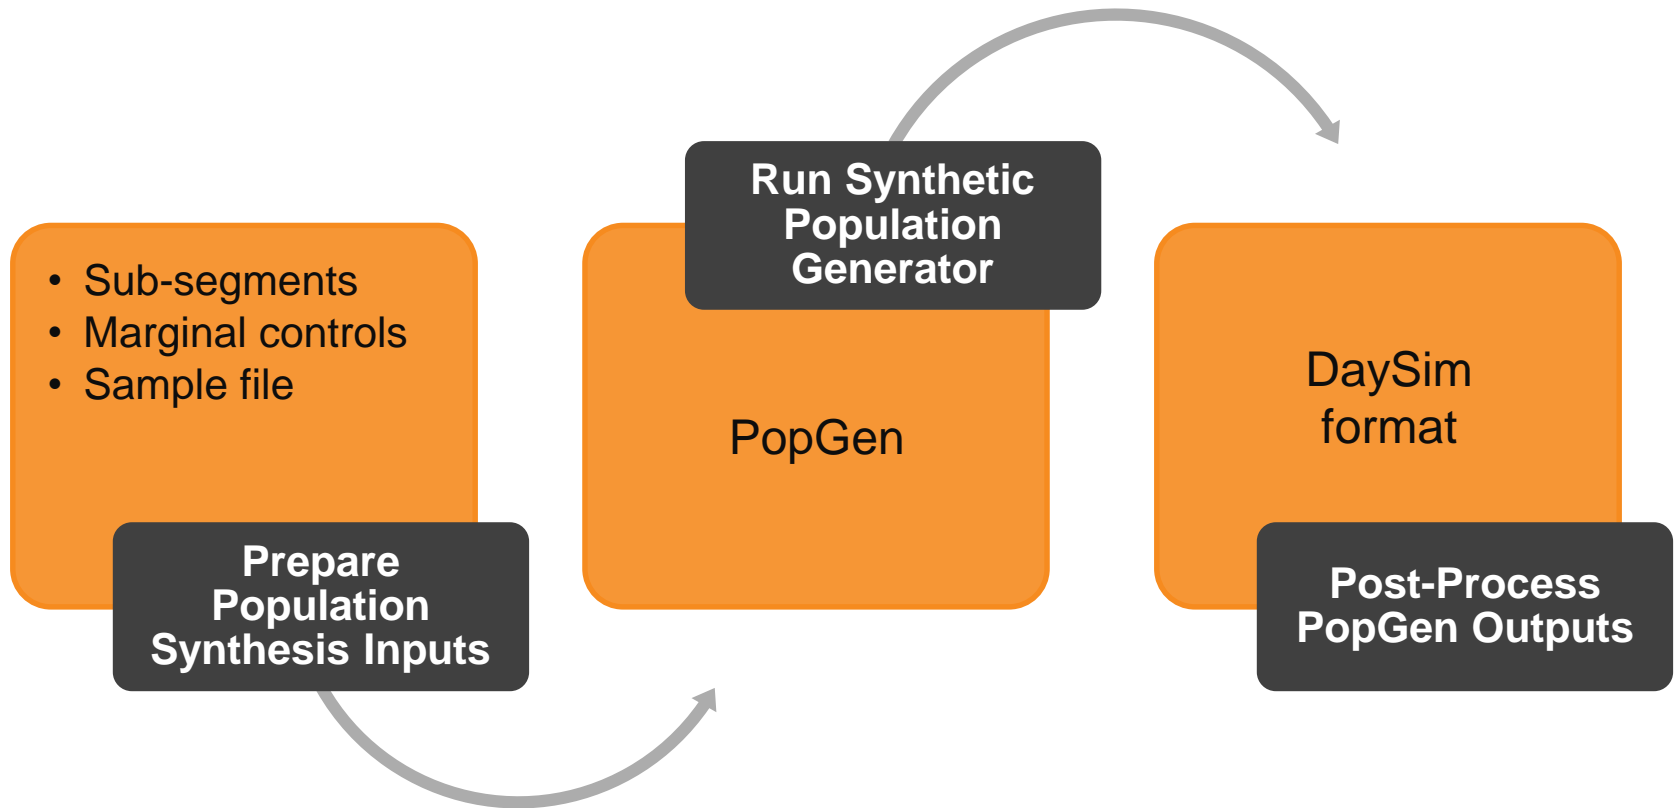 • Sub-segments
• Marginal controls
• Sample file
Prepare
Population
Synthesis Inputs
Run Synthetic
Population
Generator
PopGen
DaySim
format
Post-Process
PopGen Outputs